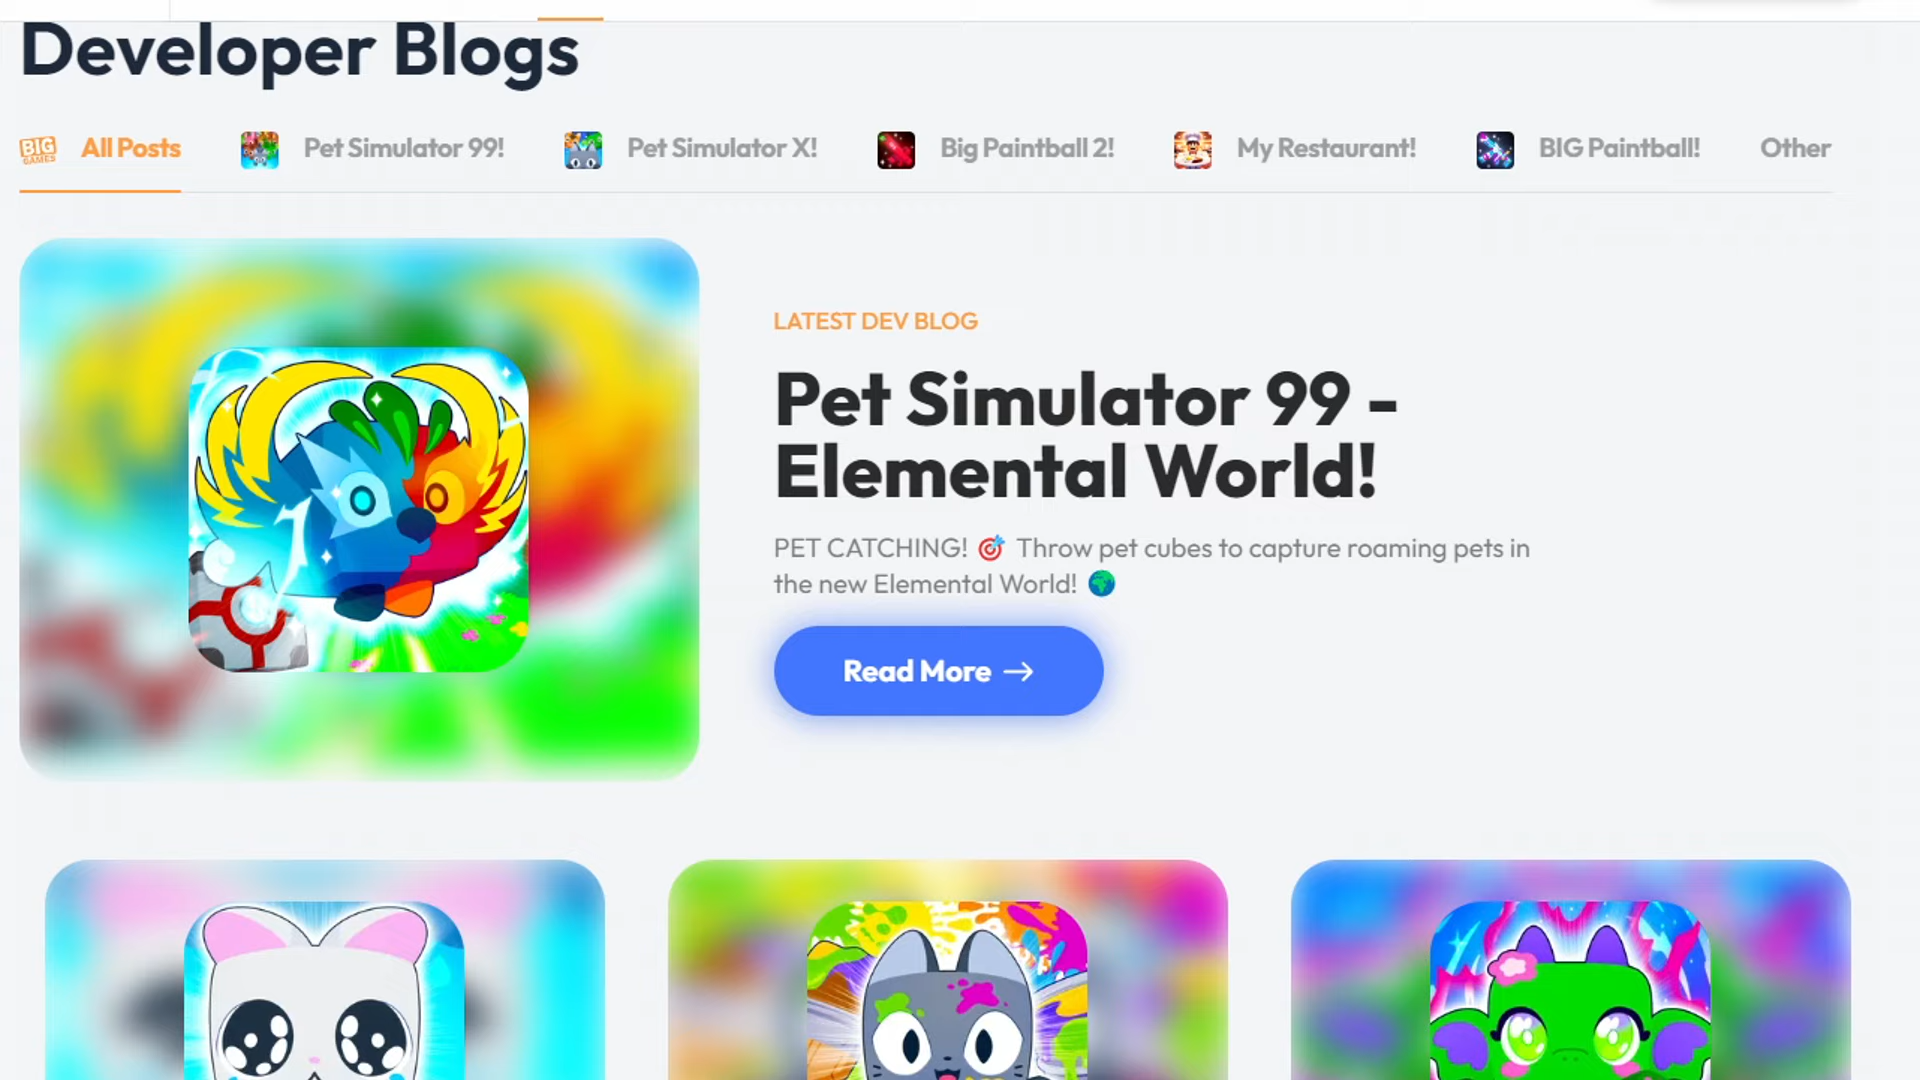 Developer Blogs
BIG GAMES All Posts Pet Simulator 99! Pet Simulator X! Big Paintball 2! My Restaurant! BIG Paintball! Other
LATEST DEV BLOG
Pet Simulator 99 -
Elemental World!
PET CATCHING! 🎯 Throw pet cubes to capture roaming pets in
the new Elemental World! 🌍
Read More →